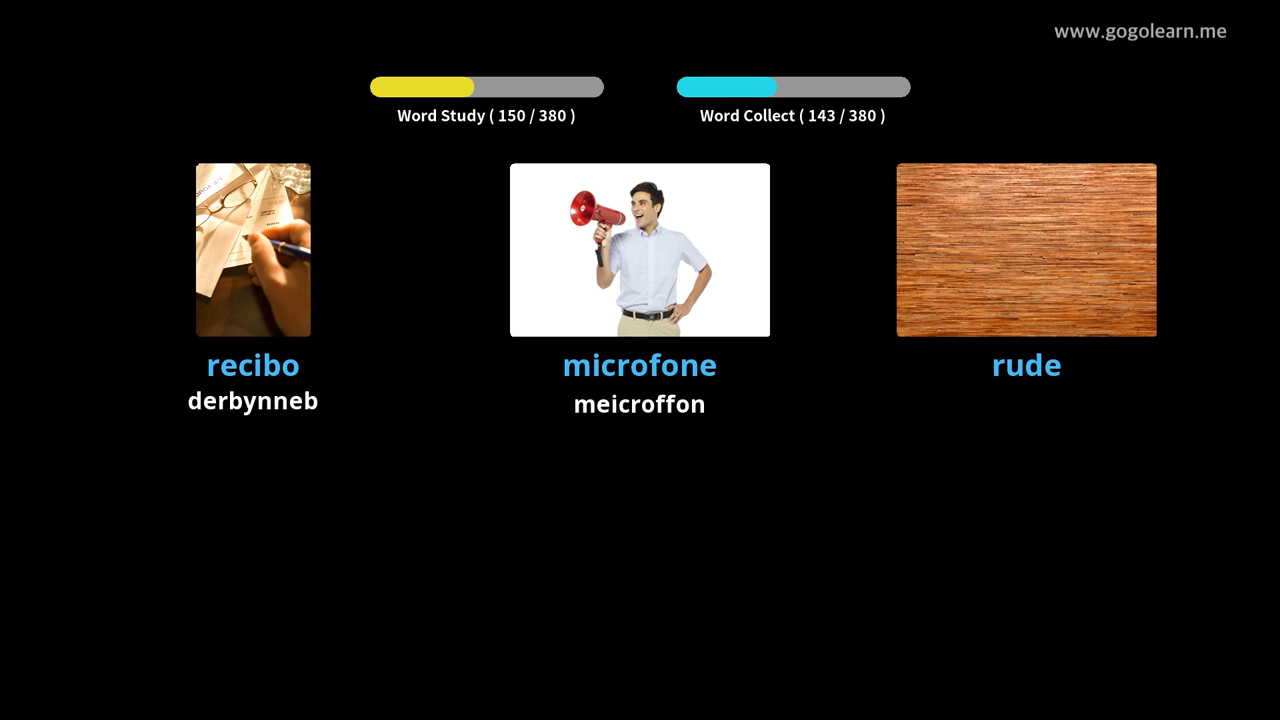 www.gogolearn.me
Word Study ( 150 / 380 )
Word Collect ( 143 / 380 )
recibo
derbynneb
microfone
meicroffon
rude